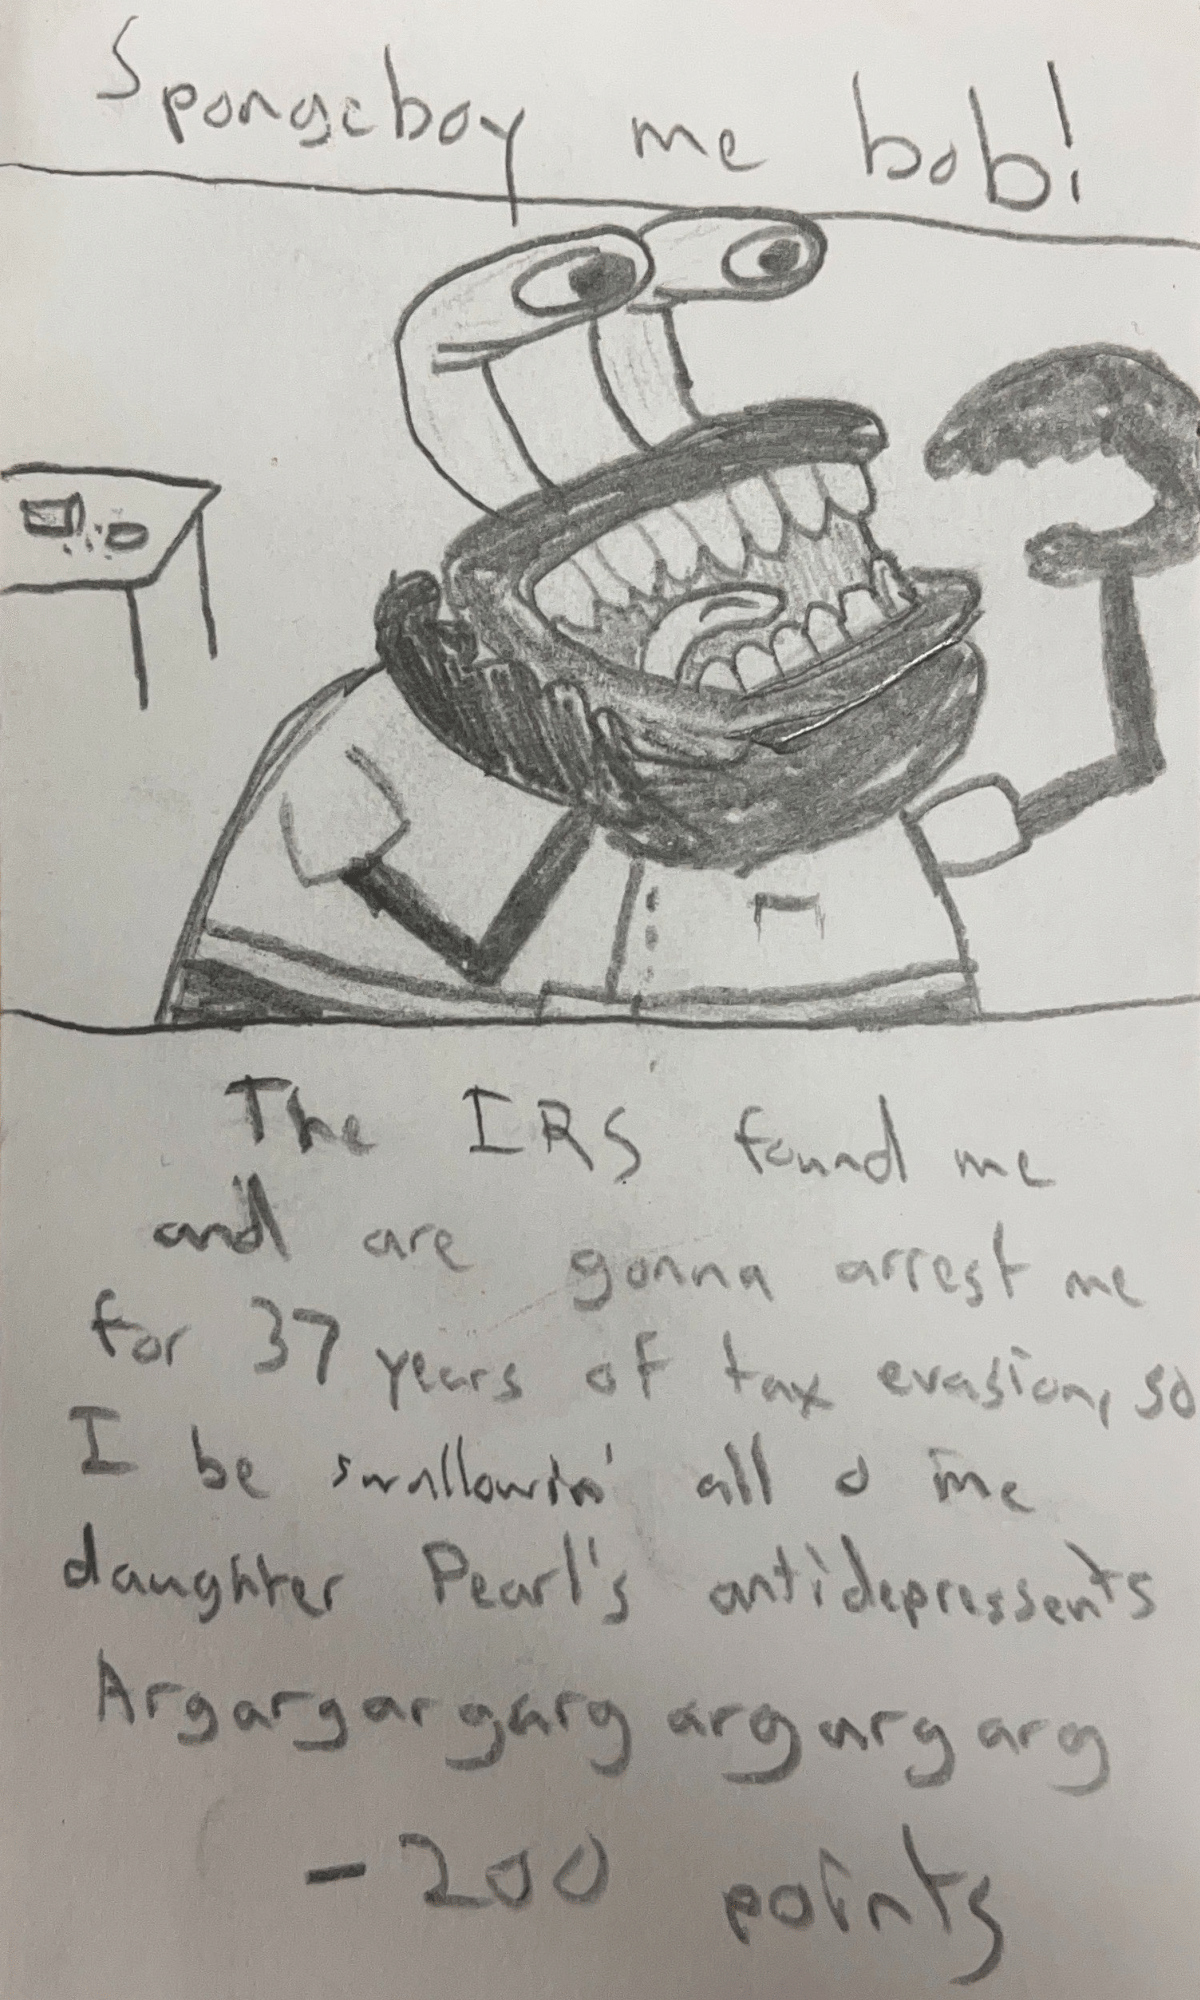 Spongeboy me bob!
The IRS found me
and are gonna arrest me
for 37 years of tax evasion, so
I be swallowin' all o me
daughter Pearl's antidepressents
Argargargarg argargarg
-200 points